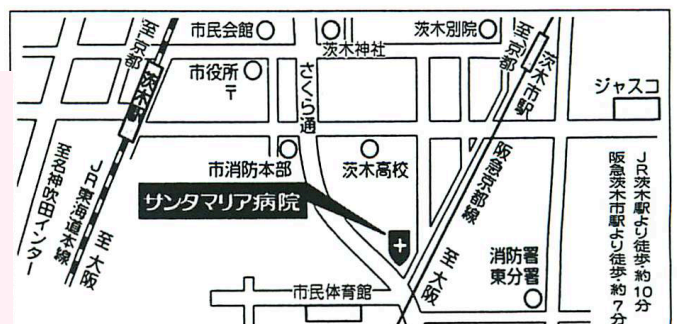 市民会館
茨木別院
茨木神社
至京都
至京都
茨木駅
市役所
〒
さくら通
茨木市駅
ジャスコ
市消防本部
茨木高校
阪急京都線
サンタマリア病院
至名神吹田インター
JR東海道本線
至 大阪
至 大阪
消防署
東分署
市民体育館
JR茨木駅より徒歩・約10分
阪急茨木市駅より徒歩・約7分